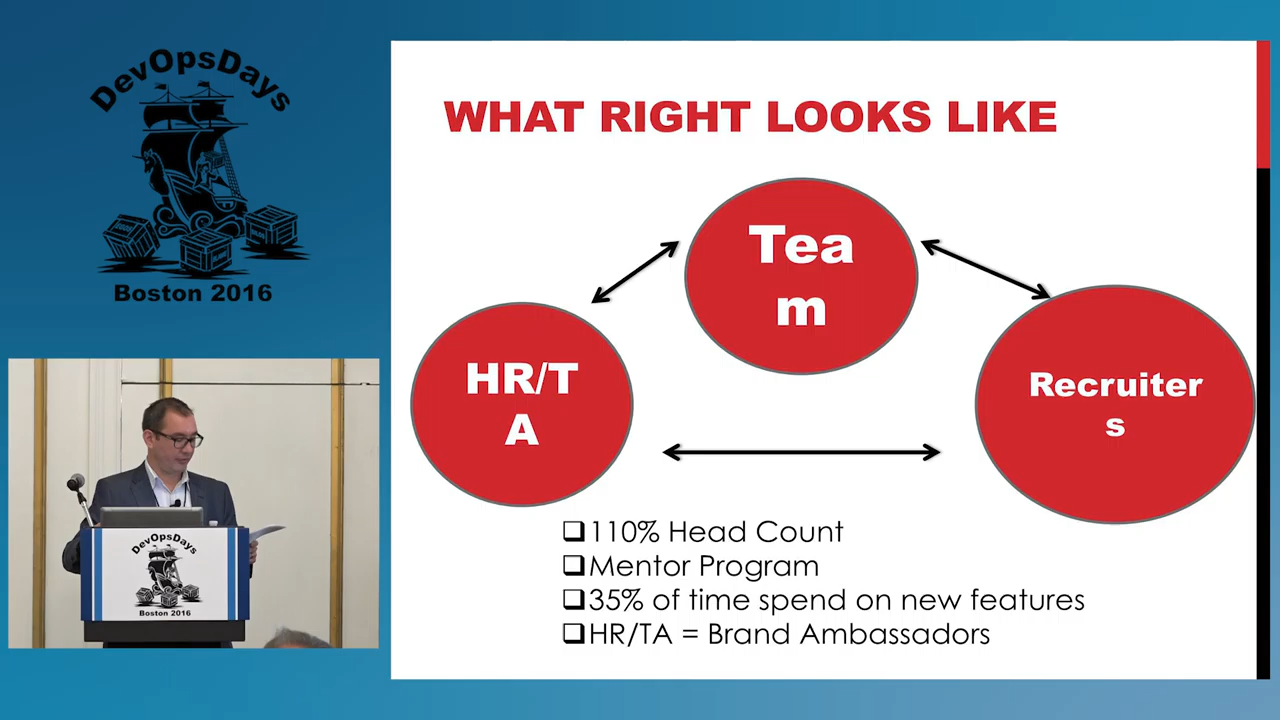 DevOpsDays
Boston 2016
WHAT RIGHT LOOKS LIKE
Tea
m
HR/T
A
Recruiter
s
❑110% Head Count
❑Mentor Program
❑35% of time spend on new features
❑HR/TA = Brand Ambassadors
DevOpsDays
Boston 2016